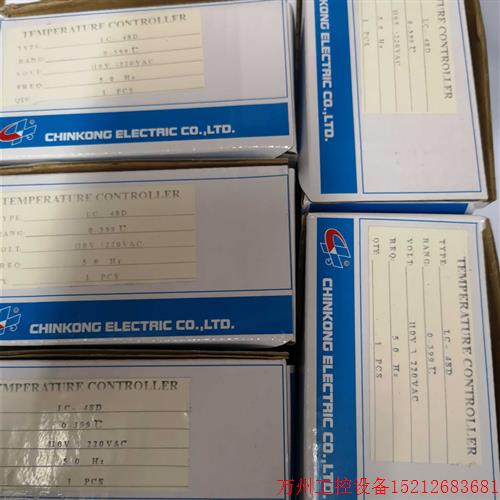 TEMPERATURE CONTROLLER
TYPE LC-48D
RANG 0-399℃
VOLT 110V 220VAC
FREQ 50 Hz
QTY 1 PCS
CHINKONG ELECTRIC CO.,LTD.
TEMPERATURE CONTROLLER
TYPE LC-48D
RANG. 0-399℃
VOLT 110V 220VAC
FREQ. 50 Hz
1 PCS
CHINKONG ELECTRIC CO.,LTD.
TEMPERATURE CONTROLLER
LC-48D
0-399℃
110V 220VAC
50 Hz
1 PCS
LC-48D
0-399℃
110V 220VAC
50 Hz
1 PCS
CHINKONG ELECTRIC CO.,LTD.
TEMPERATURE CONTROLLER
TYPE. LC-48D
RANG. 0-399℃
VOLT. 110V 220VAC
FREQ. 50 Hz
QTY. 1 PCS
CHINKONG ELECTRIC CO.,LTD.
万州工控设备15212683681